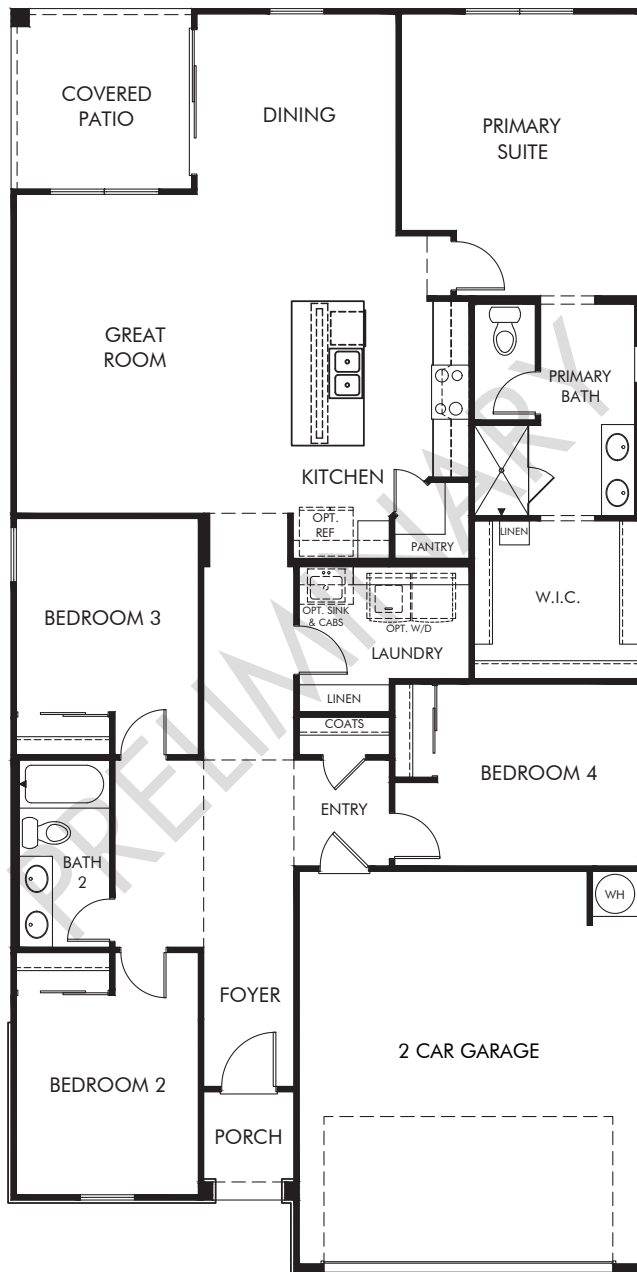 COVERED
PATIO
DINING
PRIMARY
SUITE
GREAT
ROOM
PRIMARY
BATH
KITCHEN
OPT.
REF
PANTRY
LINEN
W.I.C.
OPT. SINK
& CABS
OPT. W/D
LAUNDRY
BEDROOM 3
LINEN
COATS
BEDROOM 4
ENTRY
BATH
2
WH
FOYER
2 CAR GARAGE
BEDROOM 2
PORCH
PRELIMINARY